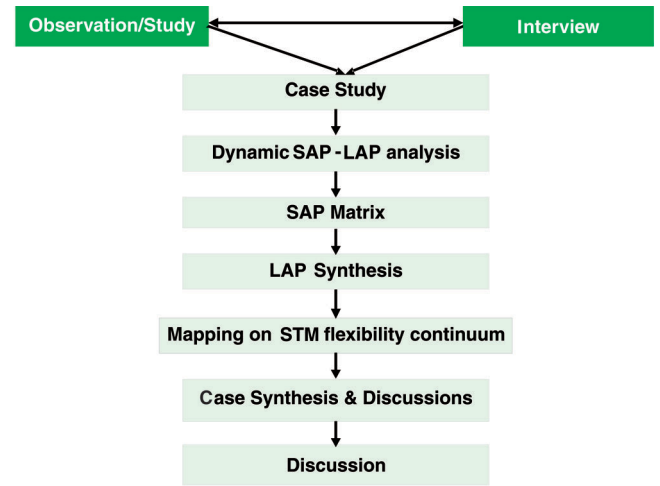 Observation/Study
Interview
Case Study
Dynamic SAP-LAP analysis
SAP Matrix
LAP Synthesis
Mapping on STM flexibility continuum
Case Synthesis & Discussions
Discussion